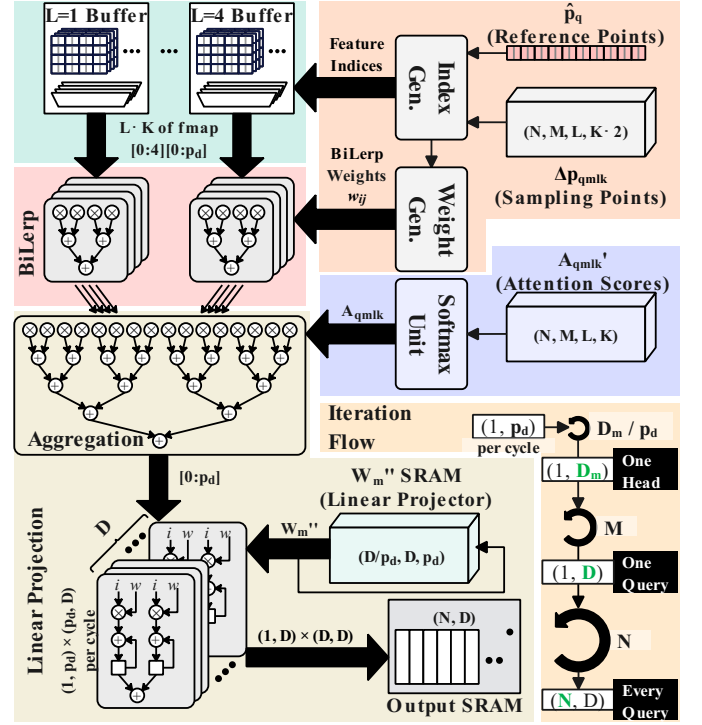 L=1 Buffer
L=4 Buffer
... ... ...
L· K of fmap
[0:4][0:pd]
Feature
Indices
Index
Gen.
p̂q
(Reference Points)
(N, M, L, K· 2)
Δpqmlk
(Sampling Points)
BiLerp
Weights
wij
Weight
Gen.
BiLerp
Aqmlk'
(Attention Scores)
Aqmlk
Softmax
Unit
(N, M, L, K)
Aggregation
[0:pd]
Iteration
Flow
(1, pd)
per cycle
Dm / pd
(1, Dm)
One
Head
M
(1, D)
One
Query
N
(N, D)
Every
Query
Linear Projection
(1, pd) × (pd, D)
per cycle
D
i w i w
i w i w
Wm'' SRAM
(Linear Projector)
Wm''
(D/pd, D, pd)
(1, D) × (D, D)
(N, D)
Output SRAM